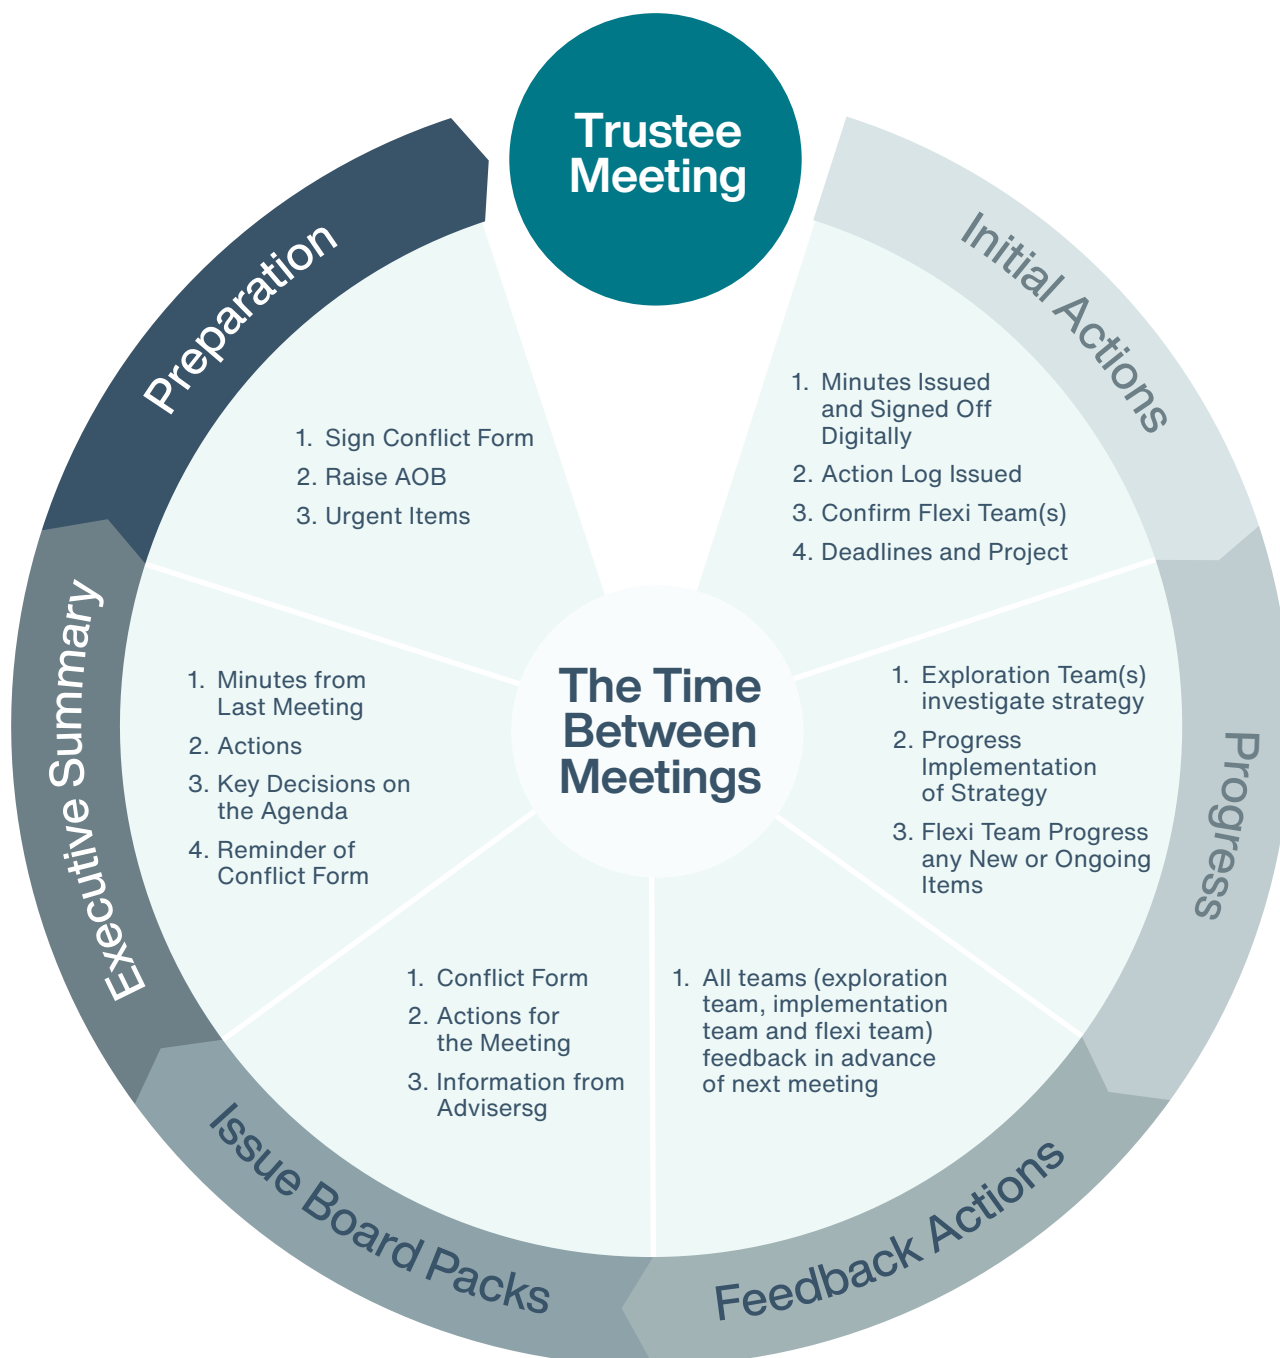 Trustee
Meeting
Initial Actions
1. Minutes Issued
and Signed Off
Digitally
2. Action Log Issued
3. Confirm Flexi Team(s)
4. Deadlines and Project
Progress
1. Exploration Team(s)
investigate strategy
2. Progress
Implementation
of Strategy
3. Flexi Team Progress
any New or Ongoing
Items
Feedback Actions
1. All teams (exploration
team, implementation
team and flexi team)
feedback in advance
of next meeting
Issue Board Packs
1. Conflict Form
2. Actions for
the Meeting
3. Information from
Advisersg
Executive Summary
1. Minutes from
Last Meeting
2. Actions
3. Key Decisions on
the Agenda
4. Reminder of
Conflict Form
Preparation
1. Sign Conflict Form
2. Raise AOB
3. Urgent Items
The Time
Between
Meetings